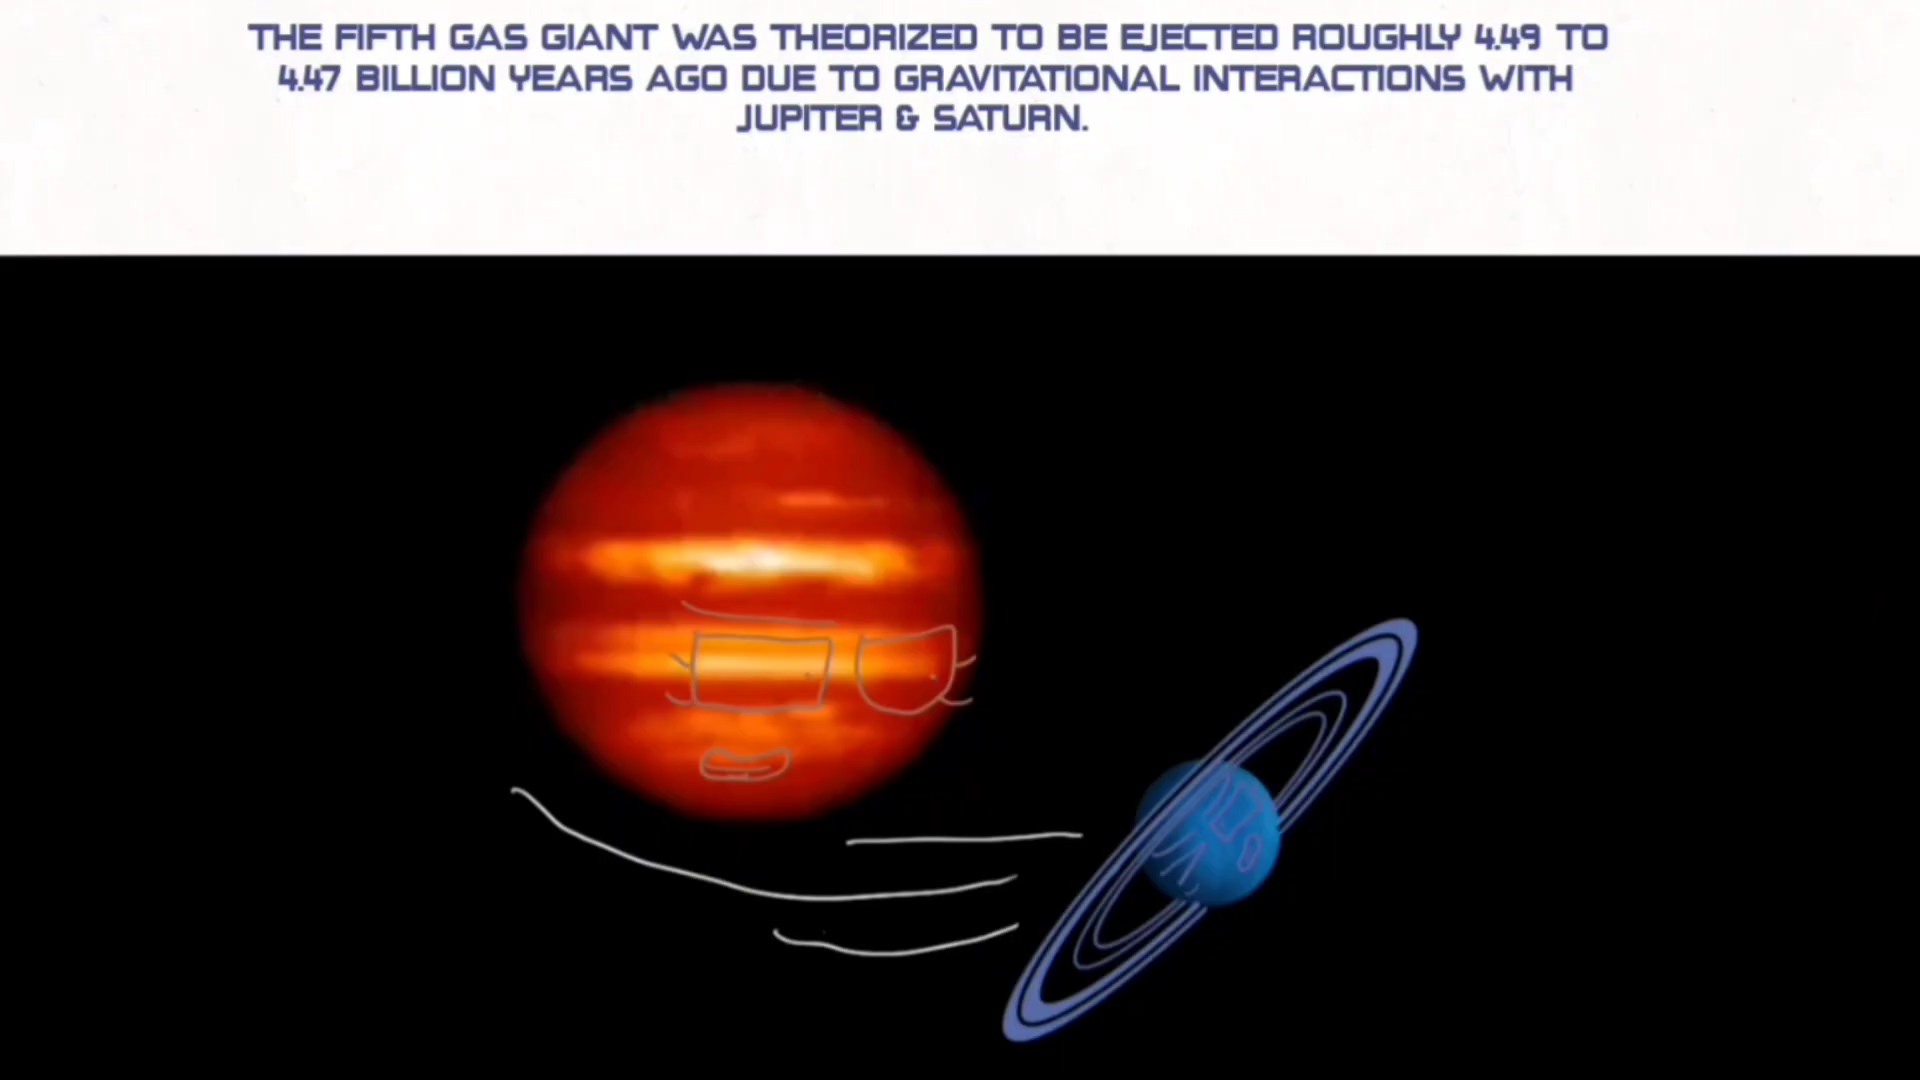 THE FIFTH GAS GIANT WAS THEORIZED TO BE EJECTED ROUGHLY 4.49 TO
4.47 BILLION YEARS AGO DUE TO GRAVITATIONAL INTERACTIONS WITH
JUPITER & SATURN.